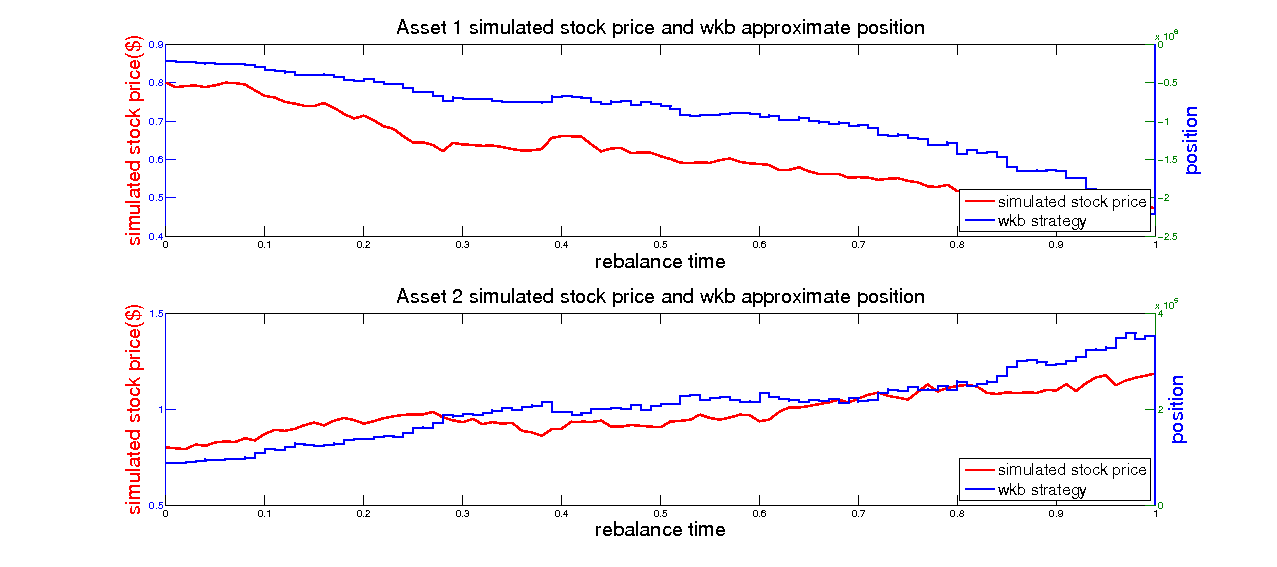 Asset 1 simulated stock price and wkb approximate position
simulated stock price($)
0.9
0.8
0.7
0.6
0.5
0.4
0 0.1 0.2 0.3 0.4 0.5 0.6 0.7 0.8 0.9 1
rebalance time
0
−0.5
−1
−1.5
−2
−2.5
position
simulated stock price
wkb strategy
Asset 2 simulated stock price and wkb approximate position
simulated stock price($)
1.5
1
0.5
0 0.1 0.2 0.3 0.4 0.5 0.6 0.7 0.8 0.9 1
rebalance time
4
2
0
position
simulated stock price
wkb strategy